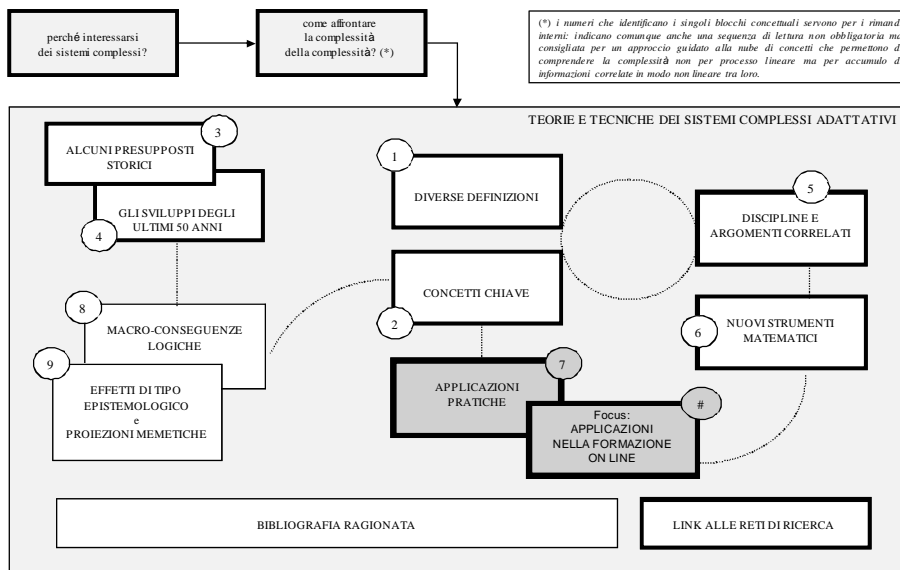 perché interessarsi
dei sistemi complessi?
come affrontare
la complessità
della complessità? (*)
(*) i numeri che identificano i singoli blocchi concettuali servono per i rimand
interni: indicano comunque anche una sequenza di lettura non obbligatoria ma
consigliata per un approccio guidato alla nube di concetti che permettono d
comprendere la complessità non per processo lineare ma per accumulo d
informazioni correlate in modo non lineare tra loro.
TEORIE E TECNICHE DEI SISTEMI COMPLESSI ADATTATIVI
3
ALCUNI PRESUPPOSTI
STORICI
GLI SVILUPPI DEGLI
ULTIMI 50 ANNI
4
1
DIVERSE DEFINIZIONI
5
DISCIPLINE E
ARGOMENTI CORRELATI
CONCETTI CHIAVE
2
8
MACRO-CONSEGUENZE
LOGICHE
6
NUOVI STRUMENTI
MATEMATICI
9
EFFETTI DI TIPO
EPISTEMOLOGICO
e
PROIEZIONI MEMETICHE
7
APPLICAZIONI
PRATICHE
#
Focus:
APPLICAZIONI
NELLA FORMAZIONE
ON LINE
BIBLIOGRAFIA RAGIONATA
LINK ALLE RETI DI RICERCA